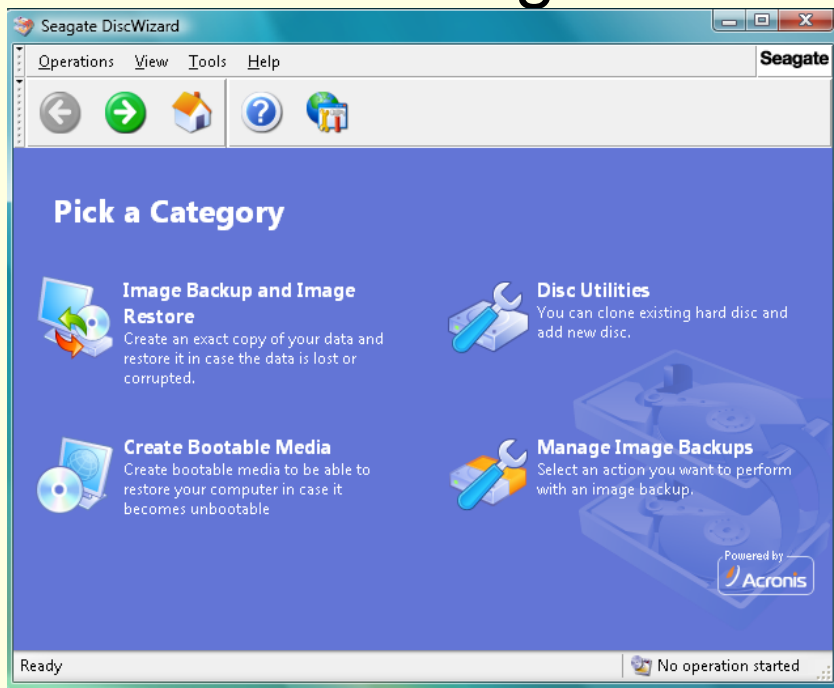 Seagate DiscWizard
Operations View Tools Help
Seagate
Pick a Category
Image Backup and Image
Restore
Create an exact copy of your data and
restore it in case the data is lost or
corrupted.
Disc Utilities
You can clone existing hard disc and
add new disc.
Create Bootable Media
Create bootable media to be able to
restore your computer in case it
becomes unbootable
Manage Image Backups
Select an action you want to perform
with an image backup.
Powered by
Acronis
Ready
No operation started